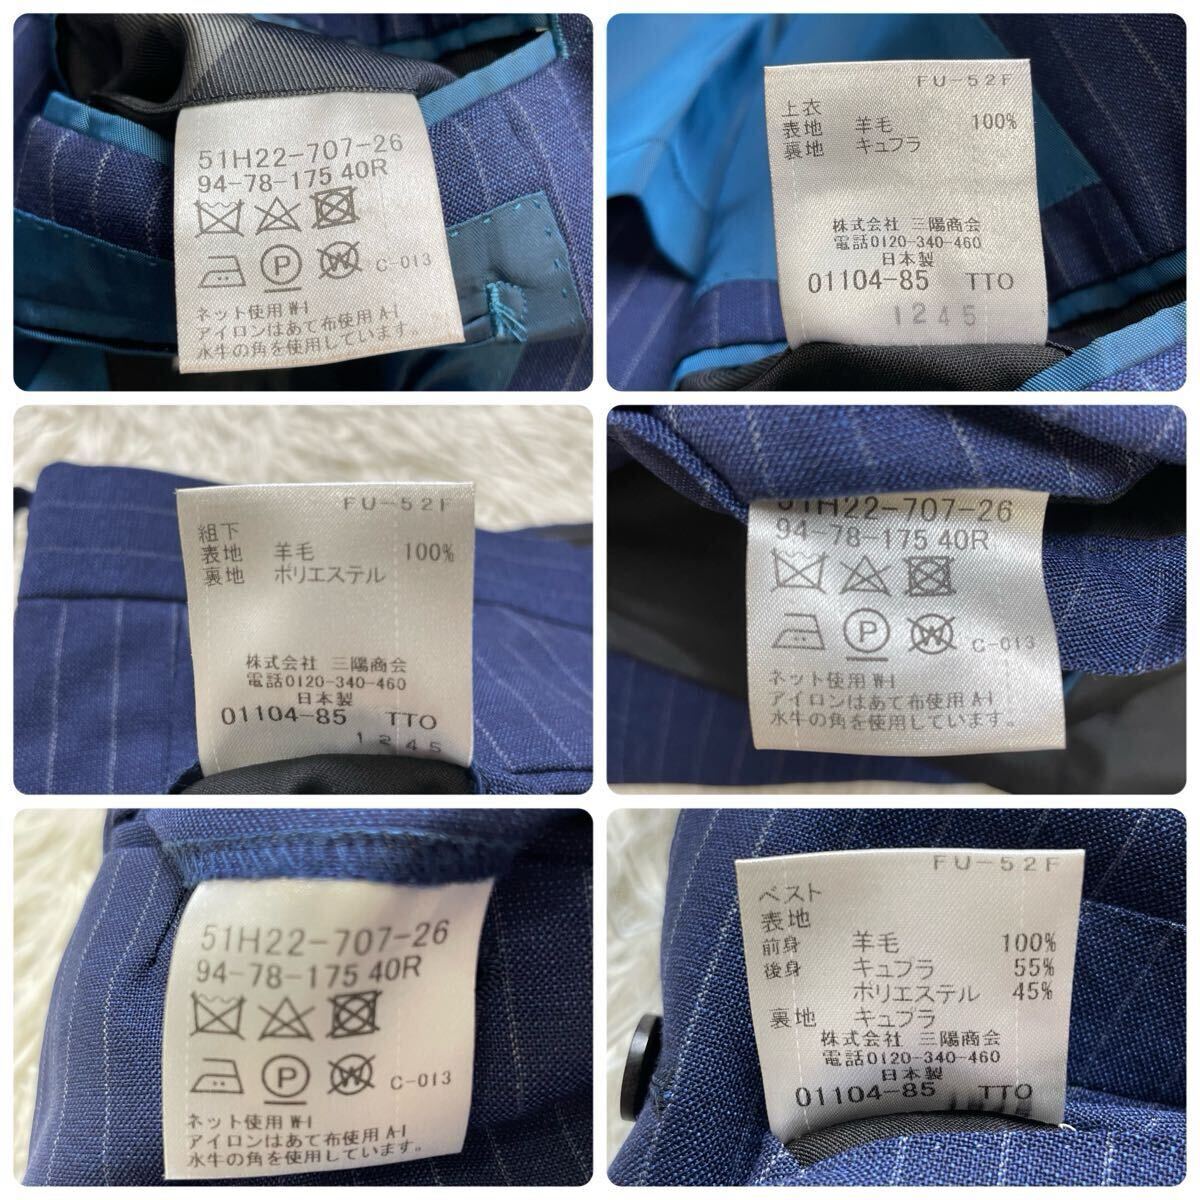 51H22-707-26
94-78-175 40R
P W C-013
ネット使用 W-I
アイロンはあて布使用 A-I
水牛の角を使用しています。
FU-52F
上衣
表地 羊毛 100%
裏地 キュプラ
株式会社 三陽商会
電話0120-340-460
日本製
01104-85 TTO
1245
FU-52F
組下
表地 羊毛 100%
裏地 ポリエステル
株式会社 三陽商会
電話0120-340-460
日本製
01104-85 TTO
1245
51H22-707-26
94-78-175 40R
P W C-013
ネット使用 W-I
アイロンはあて布使用 A-I
水牛の角を使用しています。
51H22-707-26
94-78-175 40R
P W C-013
ネット使用 W-I
アイロンはあて布使用 A-I
水牛の角を使用しています。
FU-52F
ベスト
表地
前身 羊毛 100%
後身 キュプラ 55%
ポリエステル 45%
裏地 キュプラ
株式会社 三陽商会
電話0120-340-460
日本製
01104-85 TTO